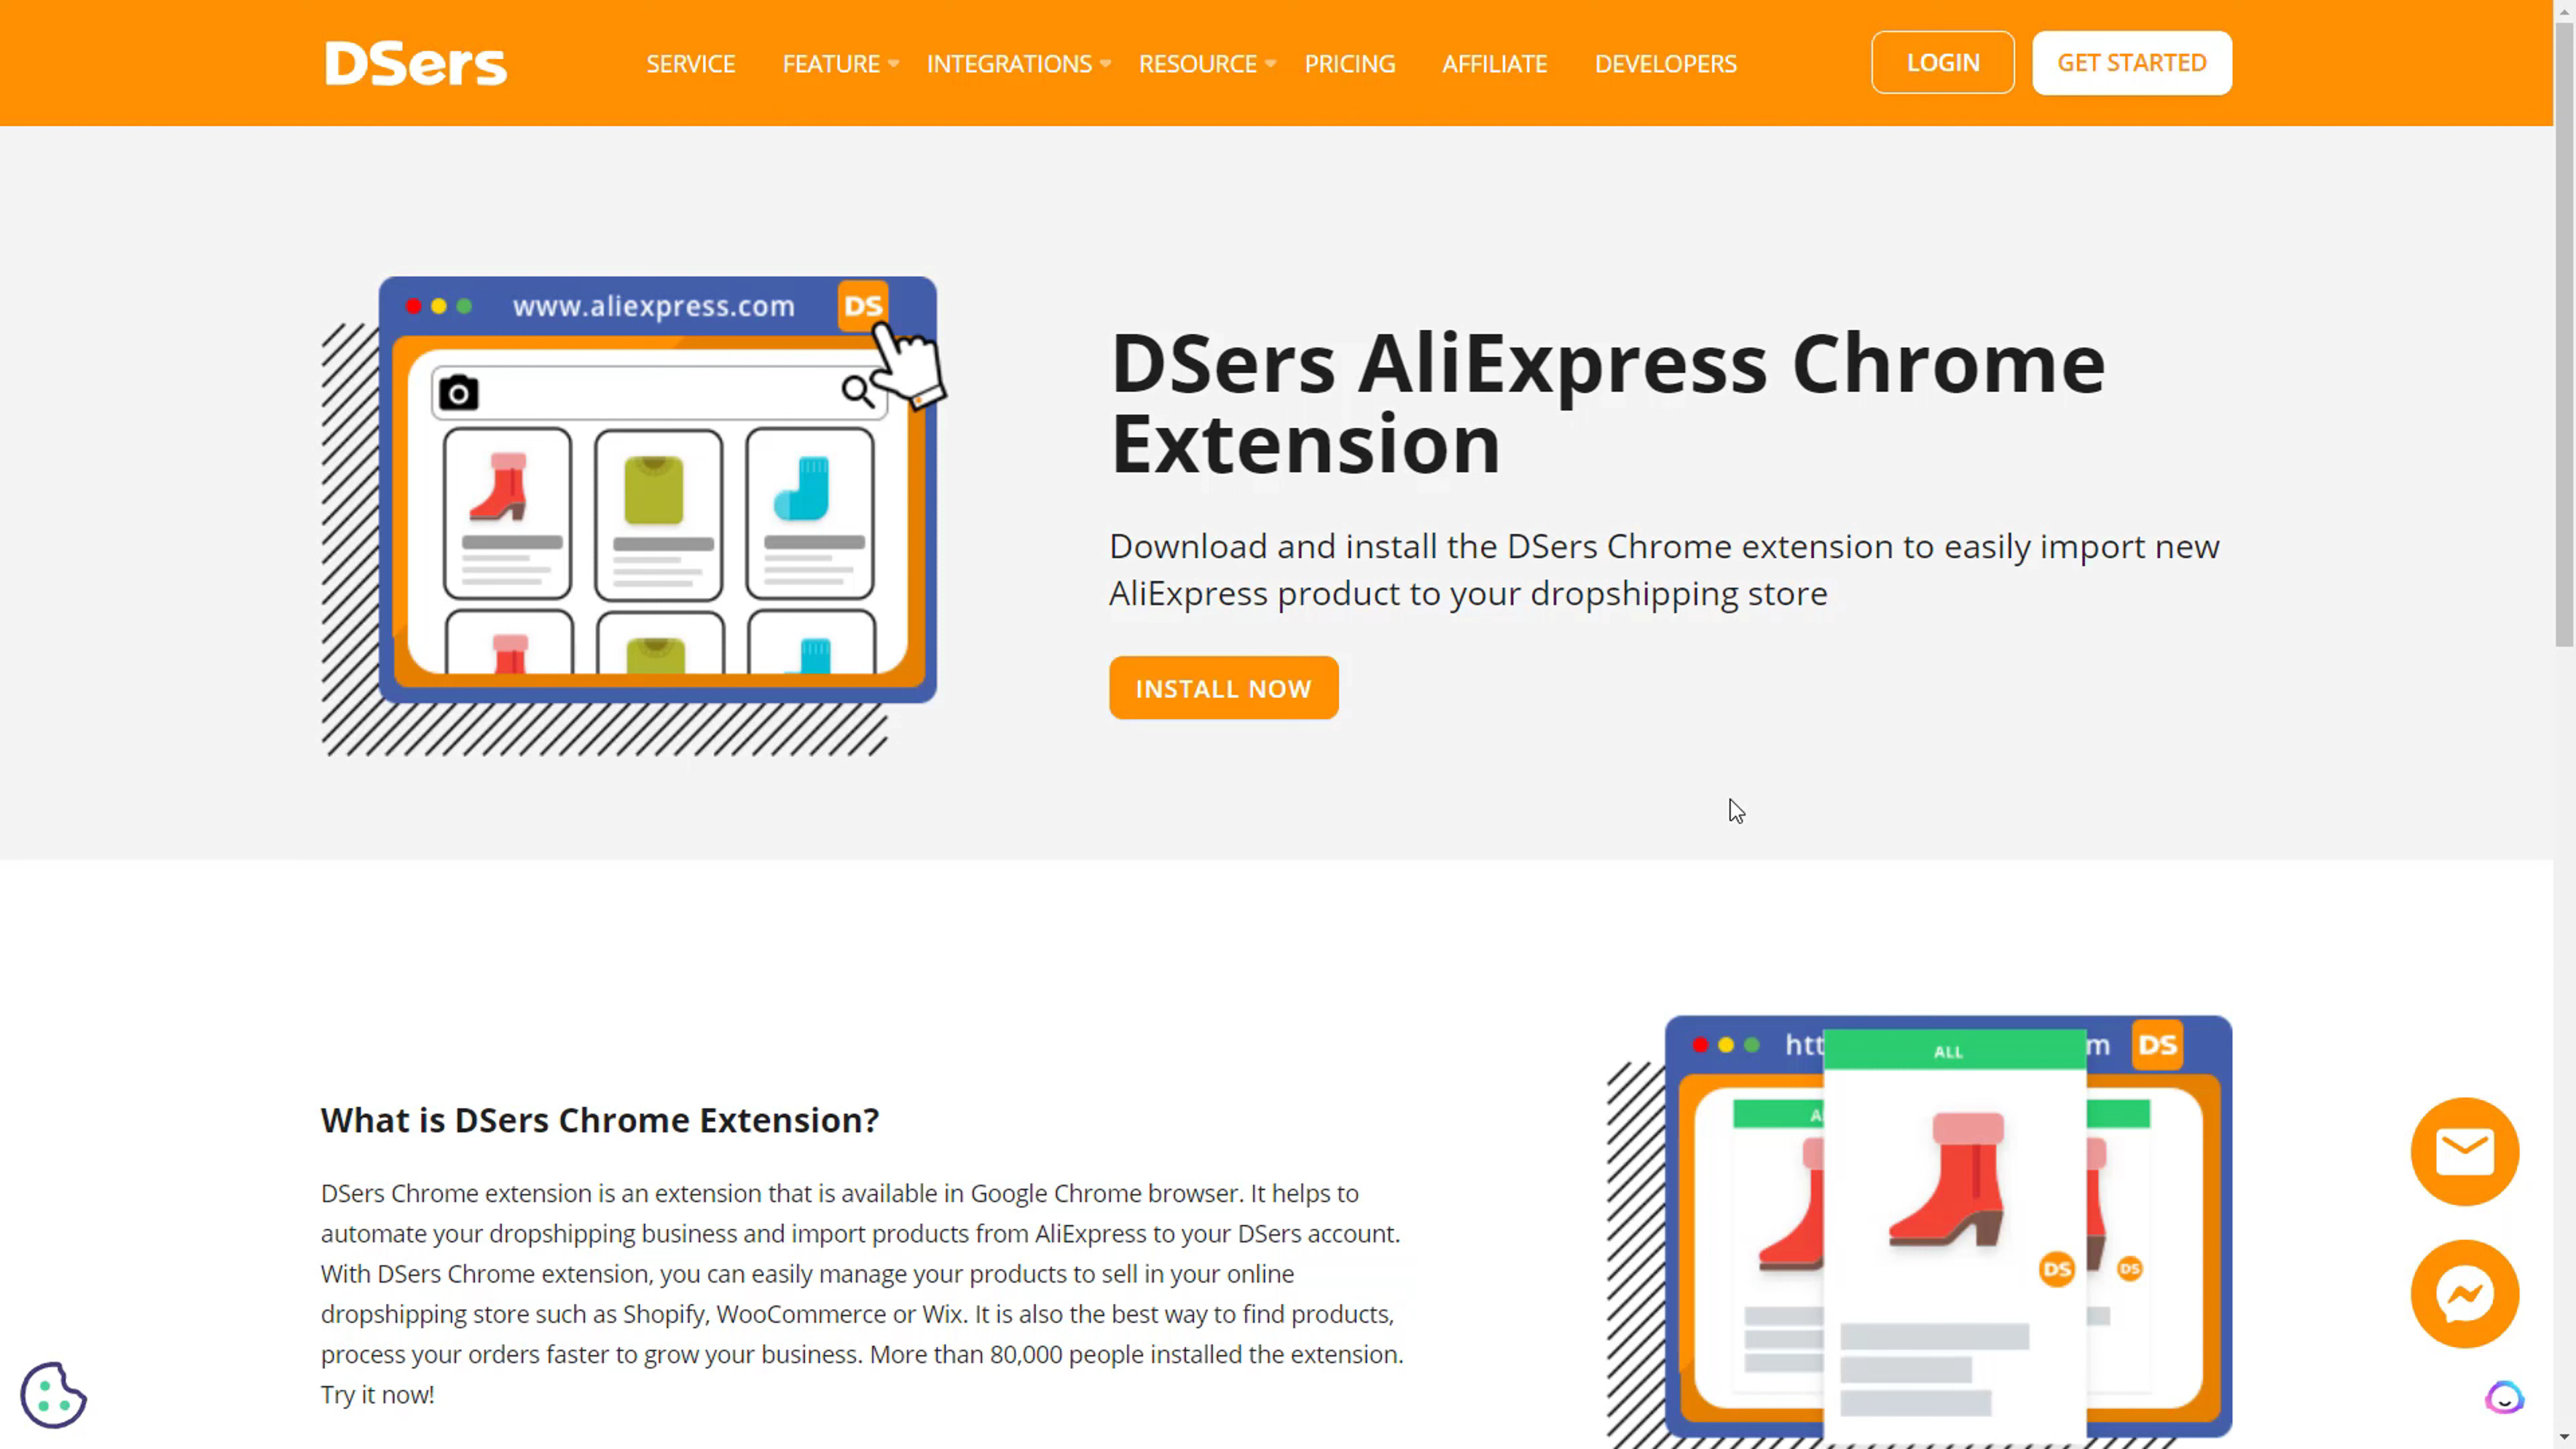 DSers
SERVICE
FEATURE
INTEGRATIONS
RESOURCE
PRICING
AFFILIATE
DEVELOPERS
LOGIN
GET STARTED
www.aliexpress.com
DS
DSers AliExpress Chrome
Extension
Download and install the DSers Chrome extension to easily import new
AliExpress product to your dropshipping store
INSTALL NOW
What is DSers Chrome Extension?
DSers Chrome extension is an extension that is available in Google Chrome browser. It helps to
automate your dropshipping business and import products from AliExpress to your DSers account.
With DSers Chrome extension, you can easily manage your products to sell in your online
dropshipping store such as Shopify, WooCommerce or Wix. It is also the best way to find products,
process your orders faster to grow your business. More than 80,000 people installed the extension.
Try it now!
ALL
DS
DS
DS